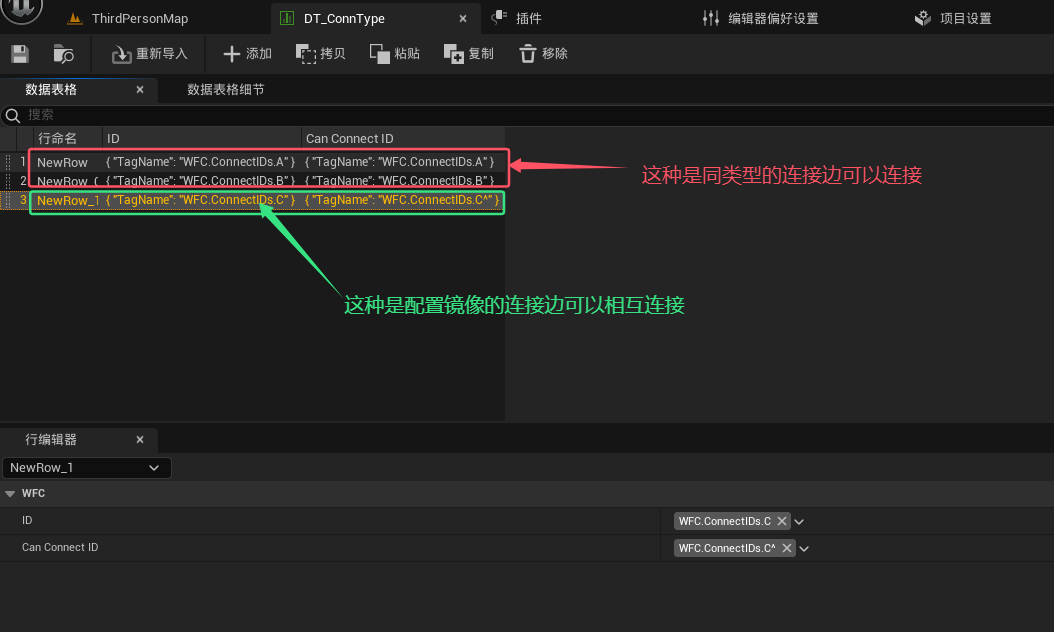 ThirdPersonMap
DT_ConnType
插件
编辑器偏好设置
项目设置
重新导入
添加
拷贝
粘贴
复制
移除
数据表格
数据表格细节
搜索
行命名 ID Can Connect ID
1 NewRow { "TagName": "WFC.ConnectIDs.A" } { "TagName": "WFC.ConnectIDs.A" }
2 NewRow_0 { "TagName": "WFC.ConnectIDs.B" } { "TagName": "WFC.ConnectIDs.B" }
3 NewRow_1 { "TagName": "WFC.ConnectIDs.C" } { "TagName": "WFC.ConnectIDs.C^" }
这种是同类型的连接边可以连接
这种是配置镜像的连接边可以相互连接
行编辑器
NewRow_1
WFC
ID WFC.ConnectIDs.C
Can Connect ID WFC.ConnectIDs.C^